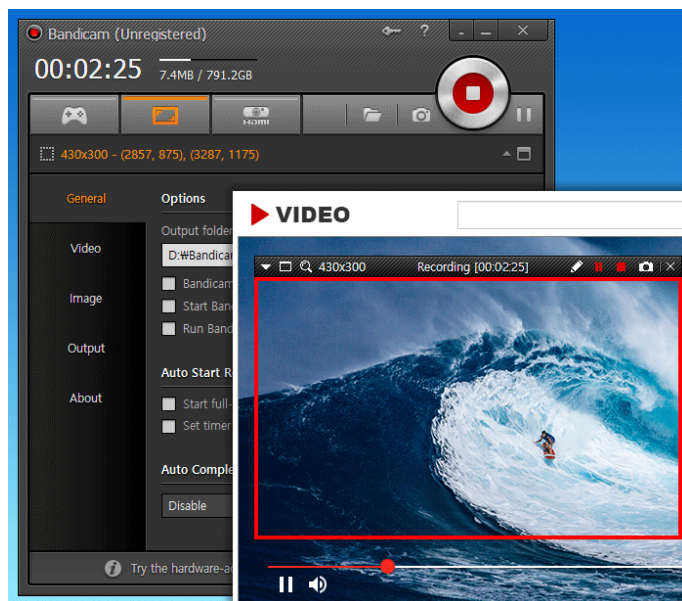 Bandicam (Unregistered)
00:02:25 7.4MB / 791.2GB
HDMI
430x300 - (2857, 875), (3287, 1175)
General
Video
Image
Output
About
Options
Output folder
D:₩Bandicam
Bandicam
Start Band
Run Band
Auto Start R
Start full-
Set timer
Auto Comple
Disable
Try the hardware-a
VIDEO
430x300 Recording [00:02:25]